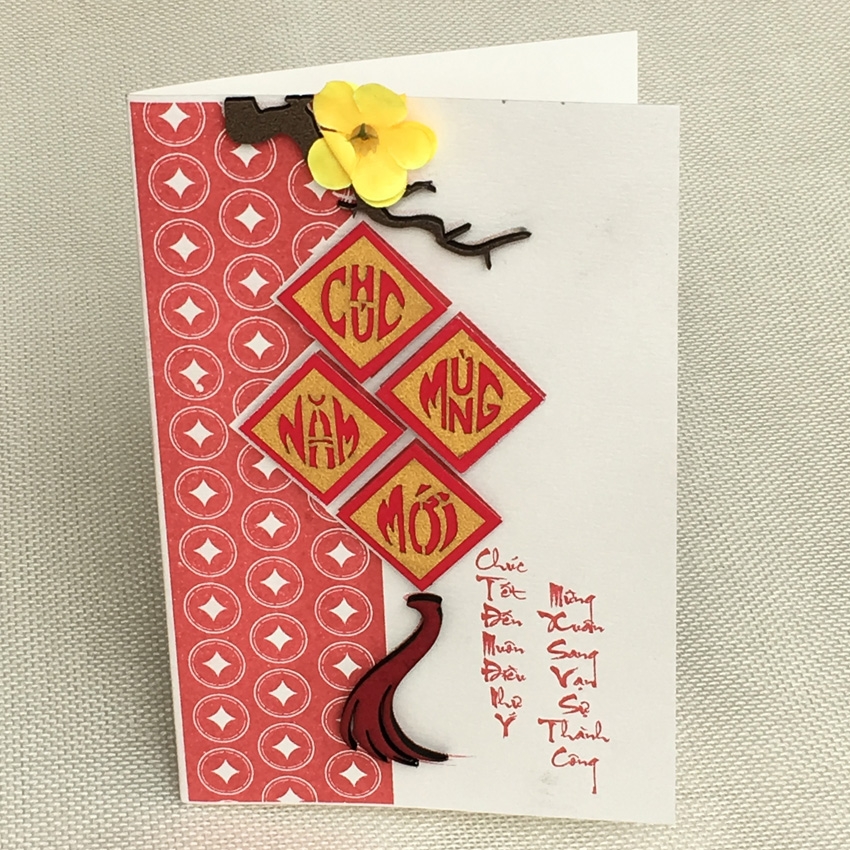 CHÚC
MỪNG
NĂM
MỚI
Chúc
Tết
Đến
Muôn
Điều
Như
Ý
Mừng
Xuân
Sang
Vạn
Sự
Thành
Công